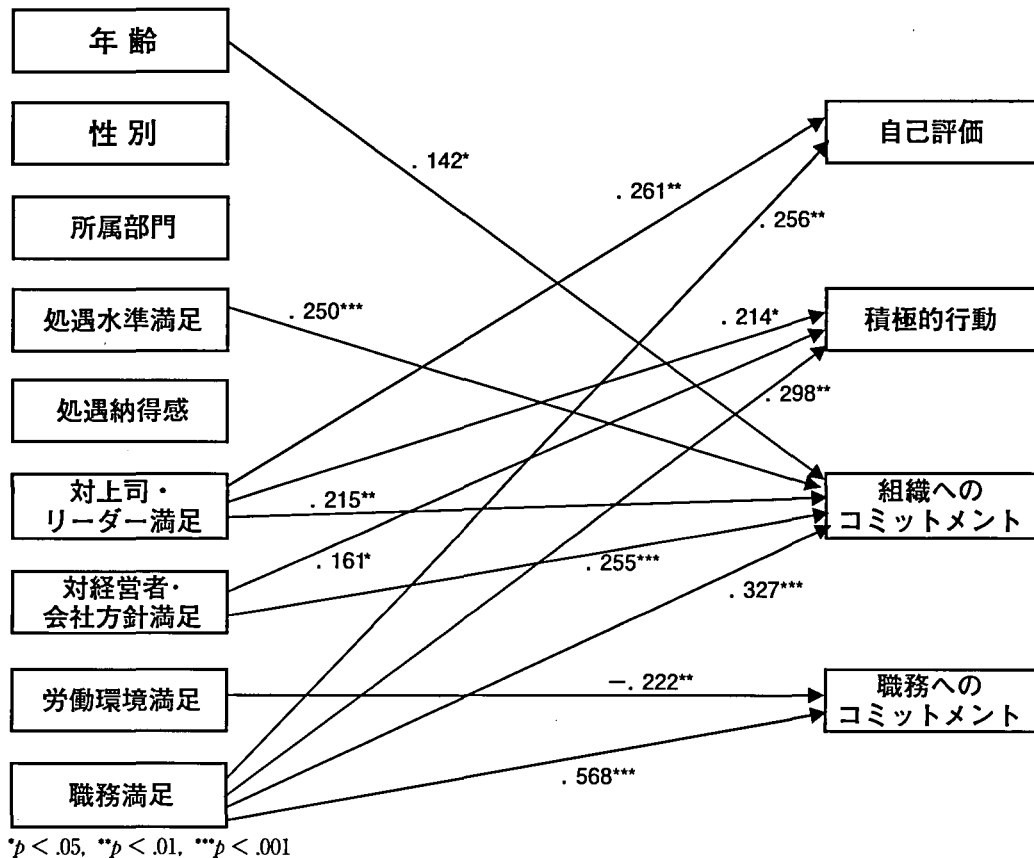 年 齢
性 別
所属部門
処遇水準満足
処遇納得感
対上司・
リーダー満足
対経営者・
会社方針満足
労働環境満足
職務満足
.142*
.261**
.256**
.250***
.214*
.298**
.215**
.161*
.255***
.327***
−.222**
.568***
自己評価
積極的行動
組織への
コミットメント
職務への
コミットメント
*p < .05, **p < .01, ***p < .001